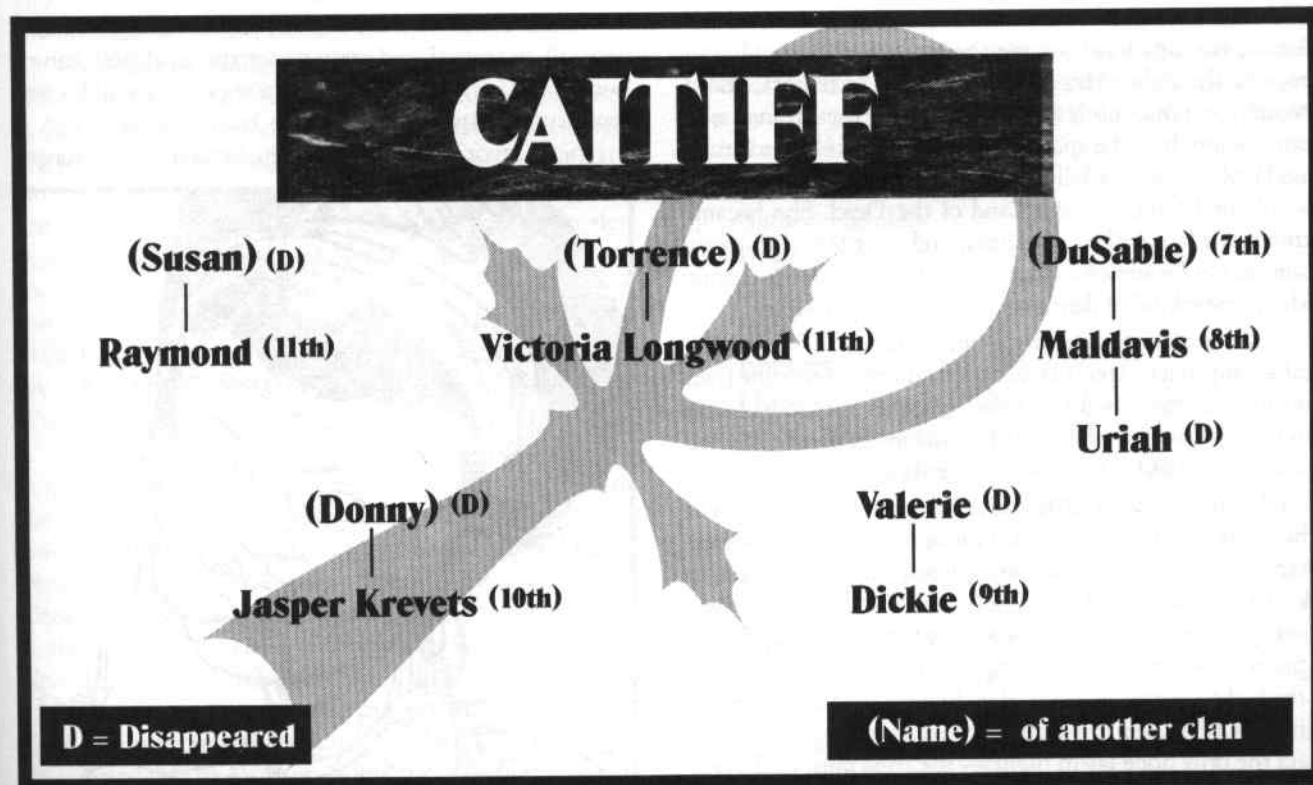 CAITIFF
(Susan) (D)
(Torrence) (D)
(DuSable) (7th)
Raymond (11th)
Victoria Longwood (11th)
Maldavis (8th)
Uriah (D)
(Donny) (D)
Valerie (D)
Jasper Krevets (10th)
Dickie (9th)
D = Disappeared
(Name) = of another clan